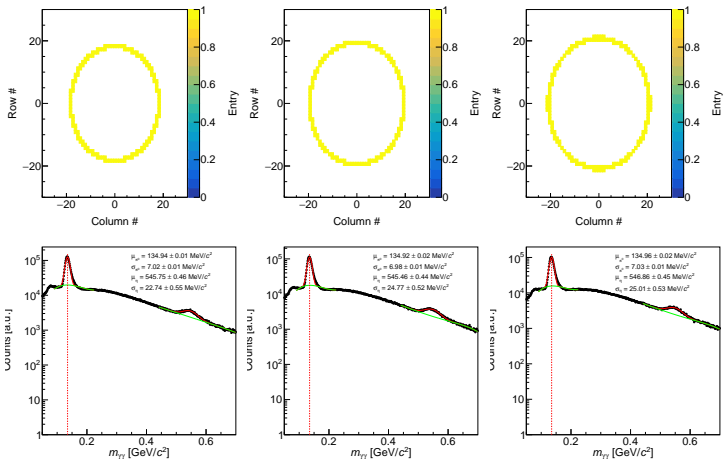 20
0
−20
Row #
−20 0 20
Column #
1
0.8
0.6
0.4
0.2
0
Entry
20
0
−20
Row #
−20 0 20
Column #
1
0.8
0.6
0.4
0.2
0
Entry
20
0
−20
Row #
−20 0 20
Column #
1
0.8
0.6
0.4
0.2
0
Entry
10⁵
10⁴
10³
10²
10
1
Counts [a.u.]
μπ⁰ = 134.94 ± 0.01 MeV/c²
σπ⁰ = 7.02 ± 0.01 MeV/c²
μη = 545.75 ± 0.46 MeV/c²
ση = 22.74 ± 0.55 MeV/c²
0.2 0.4 0.6
mγγ [GeV/c²]
10⁵
10⁴
10³
10²
10
1
Counts [a.u.]
μπ⁰ = 134.92 ± 0.02 MeV/c²
σπ⁰ = 6.98 ± 0.01 MeV/c²
μη = 545.46 ± 0.44 MeV/c²
ση = 24.77 ± 0.52 MeV/c²
0.2 0.4 0.6
mγγ [GeV/c²]
10⁵
10⁴
10³
10²
10
1
Counts [a.u.]
μπ⁰ = 134.96 ± 0.02 MeV/c²
σπ⁰ = 7.03 ± 0.01 MeV/c²
μη = 546.86 ± 0.45 MeV/c²
ση = 25.01 ± 0.53 MeV/c²
0.2 0.4 0.6
mγγ [GeV/c²]